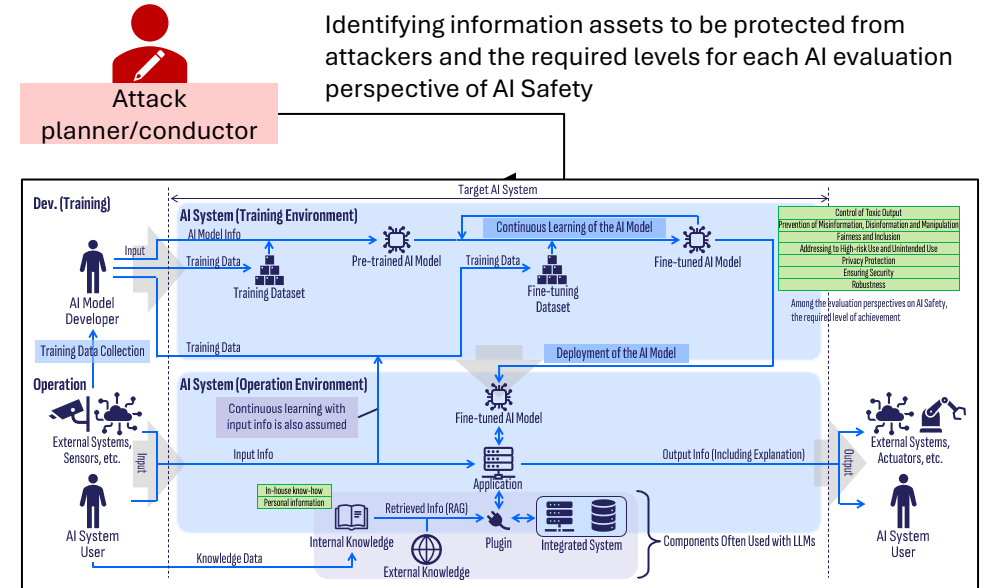 Identifying information assets to be protected from
attackers and the required levels for each AI evaluation
perspective of AI Safety
Attack
planner/conductor
Target AI System
Dev. (Training)
AI System (Training Environment)
Input
AI Model Info
Training Data
Training Dataset
Pre-trained AI Model
Continuous Learning of the AI Model
Training Data
Fine-tuning
Dataset
Fine-tuned AI Model
Control of Toxic Output
Prevention of Misinformation, Disinformation and Manipulation
Fairness and Inclusion
Addressing to High-risk Use and Unintended Use
Privacy Protection
Ensuring Security
Robustness
Among the evaluation perspectives on AI Safety,
the required level of achievement
AI Model
Developer
Training Data Collection
Training Data
Deployment of the AI Model
Operation
AI System (Operation Environment)
Continuous learning with
input info is also assumed
Fine-tuned AI Model
External Systems,
Sensors, etc.
Input
Input Info
Application
Output Info (Including Explanation)
Output
External Systems,
Actuators, etc.
In-house know-how
Personal information
Retrieved Info (RAG)
Internal Knowledge
External Knowledge
Plugin
Integrated System
Components Often Used with LLMs
AI System
User
Knowledge Data
AI System
User